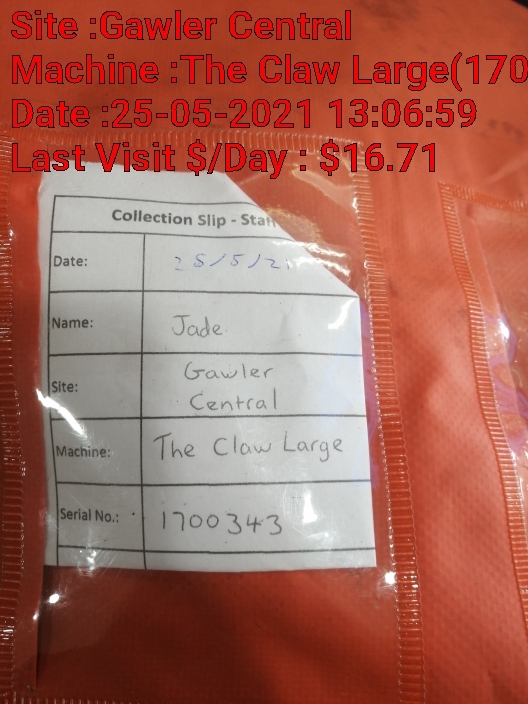 Site :Gawler Central
Machine :The Claw Large(170
Date :25-05-2021 13:06:59
Last Visit $/Day : $16.71
Collection Slip - Staff
Date: 25/5/21
Name: Jade
Site: Gawler
Central
Machine: The Claw Large
Serial No.: 1700343